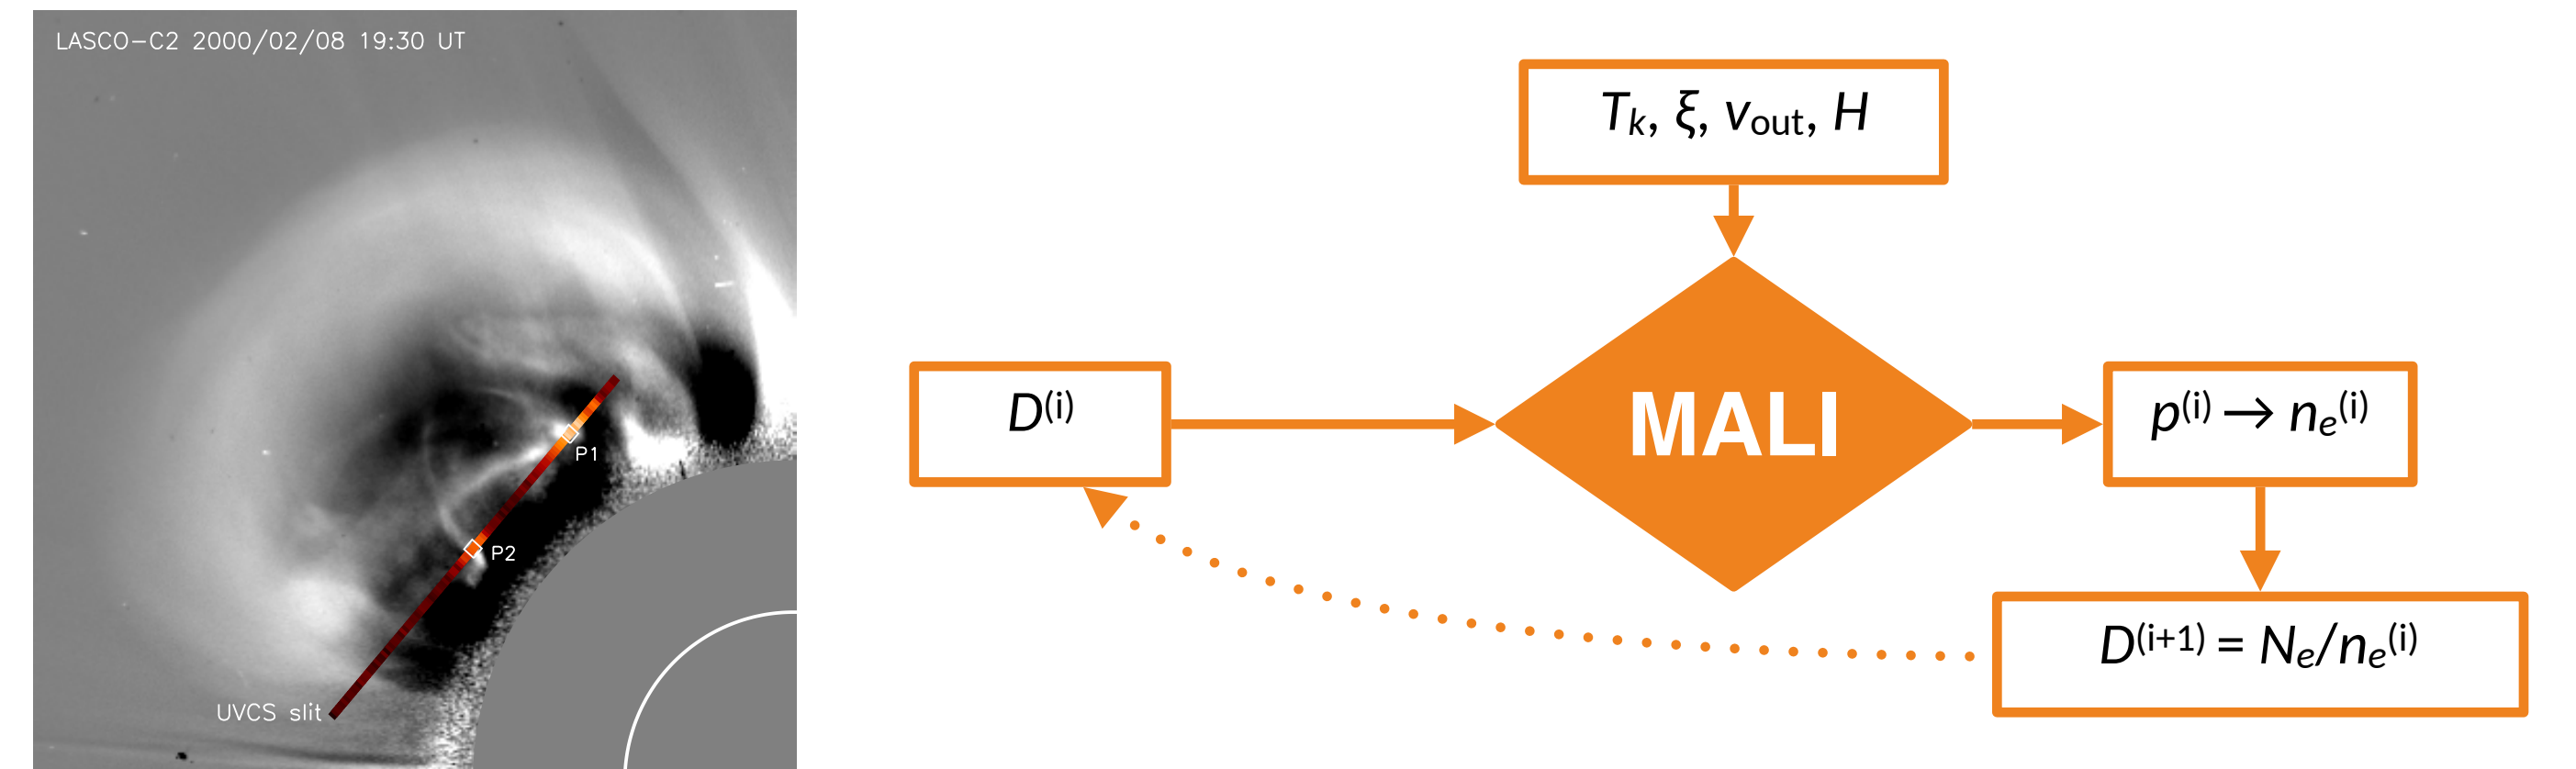 LASCO-C2 2000/02/08 19:30 UT
P1
P2
UVCS slit
Tk, ξ, vout, H
D(i)
MALI
p(i) → ne(i)
D(i+1) = Ne/ne(i)